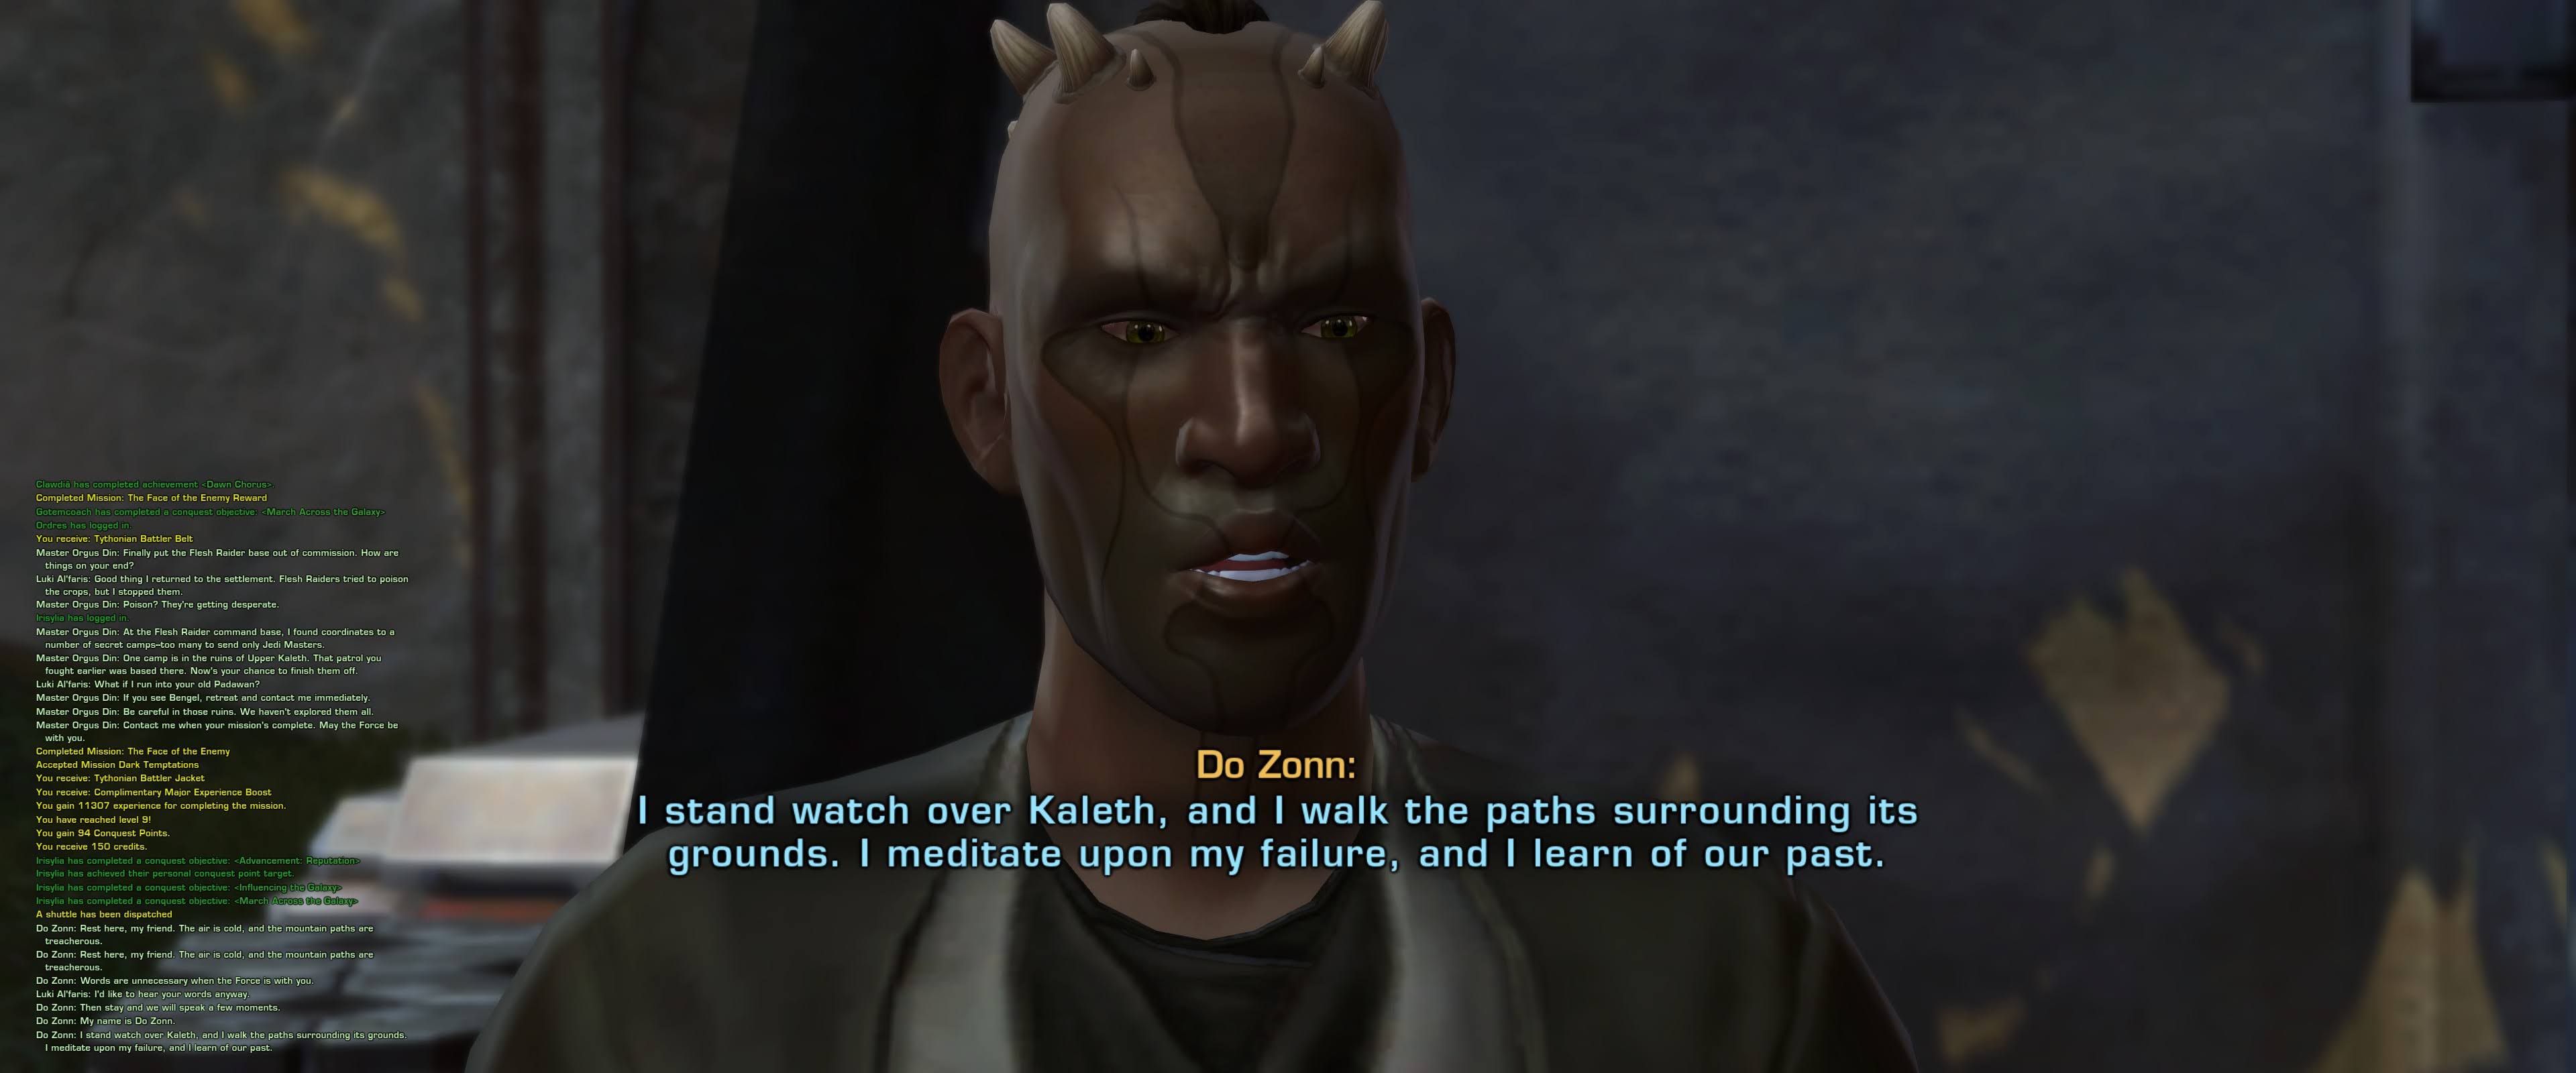 Clawdiä has completed achievement <Dawn Chorus>
Completed Mission: The Face of the Enemy Reward
Gotemcoach has completed a conquest objective: <March Across the Galaxy>
Ordres has logged in.
You receive: Tythonian Battler Belt
Master Orgus Din: Finally put the Flesh Raider base out of commission. How are
things on your end?
Luki Al'faris: Good thing I returned to the settlement. Flesh Raiders tried to poison
the crops, but I stopped them.
Master Orgus Din: Poison? They're getting desperate.
Irisylia has logged in.
Master Orgus Din: At the Flesh Raider command base, I found coordinates to a
number of secret camps–too many to send only Jedi Masters.
Master Orgus Din: One camp is in the ruins of Upper Kaleth. That patrol you
fought earlier was based there. Now's your chance to finish them off.
Luki Al'faris: What if I run into your old Padawan?
Master Orgus Din: If you see Bengel, retreat and contact me immediately.
Master Orgus Din: Be careful in those ruins. We haven't explored them all.
Master Orgus Din: Contact me when your mission's complete. May the Force be
with you.
Completed Mission: The Face of the Enemy
Accepted Mission Dark Temptations
You receive: Tythonian Battler Jacket
You receive: Complimentary Major Experience Boost
You gain 11307 experience for completing the mission.
You have reached level 9!
You gain 94 Conquest Points.
You receive 150 credits.
Irisylia has completed a conquest objective: <Advancement: Reputation>
Irisylia has achieved their personal conquest point target.
Irisylia has completed a conquest objective: <Influencing the Galaxy>
Irisylia has completed a conquest objective: <March Across the Galaxy>
A shuttle has been dispatched
Do Zonn: Rest here, my friend. The air is cold, and the mountain paths are
treacherous.
Do Zonn: Rest here, my friend. The air is cold, and the mountain paths are
treacherous.
Do Zonn: Words are unnecessary when the Force is with you.
Luki Al'faris: I'd like to hear your words anyway.
Do Zonn: Then stay and we will speak a few moments.
Do Zonn: My name is Do Zonn.
Do Zonn: I stand watch over Kaleth, and I walk the paths surrounding its grounds.
I meditate upon my failure, and I learn of our past.
Do Zonn:
I stand watch over Kaleth, and I walk the paths surrounding its
grounds. I meditate upon my failure, and I learn of our past.